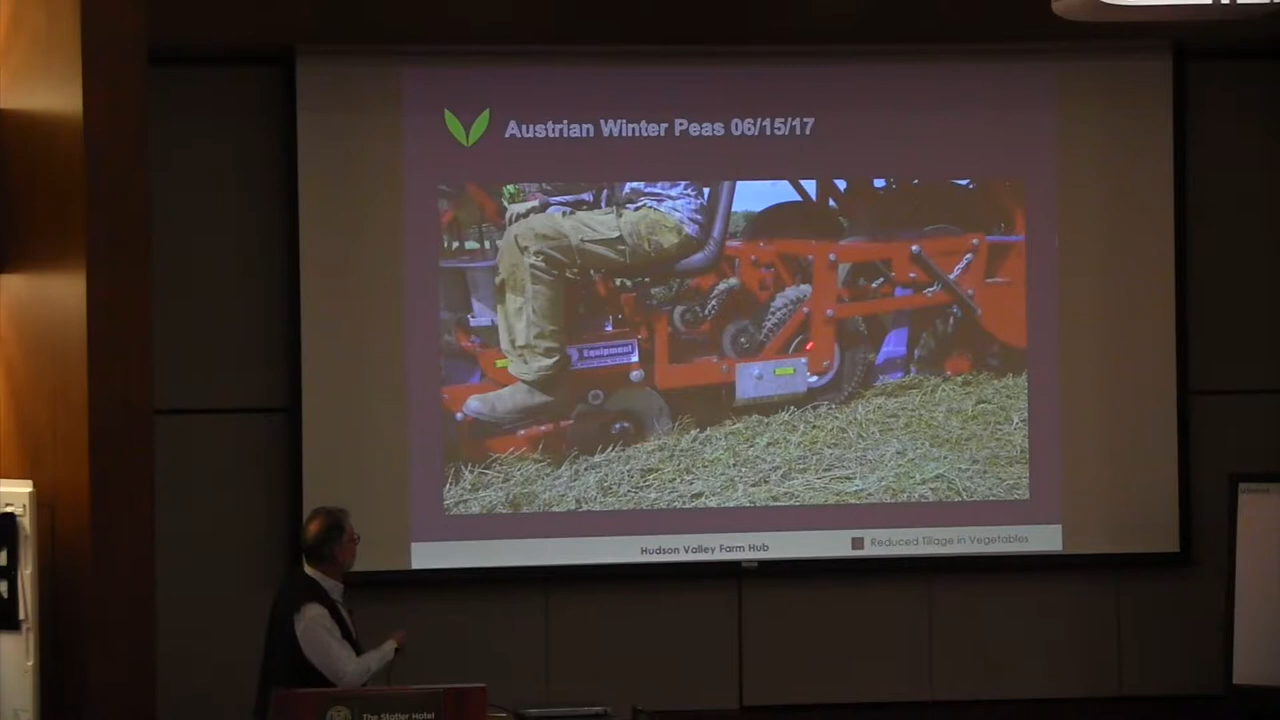 Austrian Winter Peas 06/15/17
Equipment
Hudson Valley Farm Hub
Reduced Tillage in Vegetables
The Statler Hotel